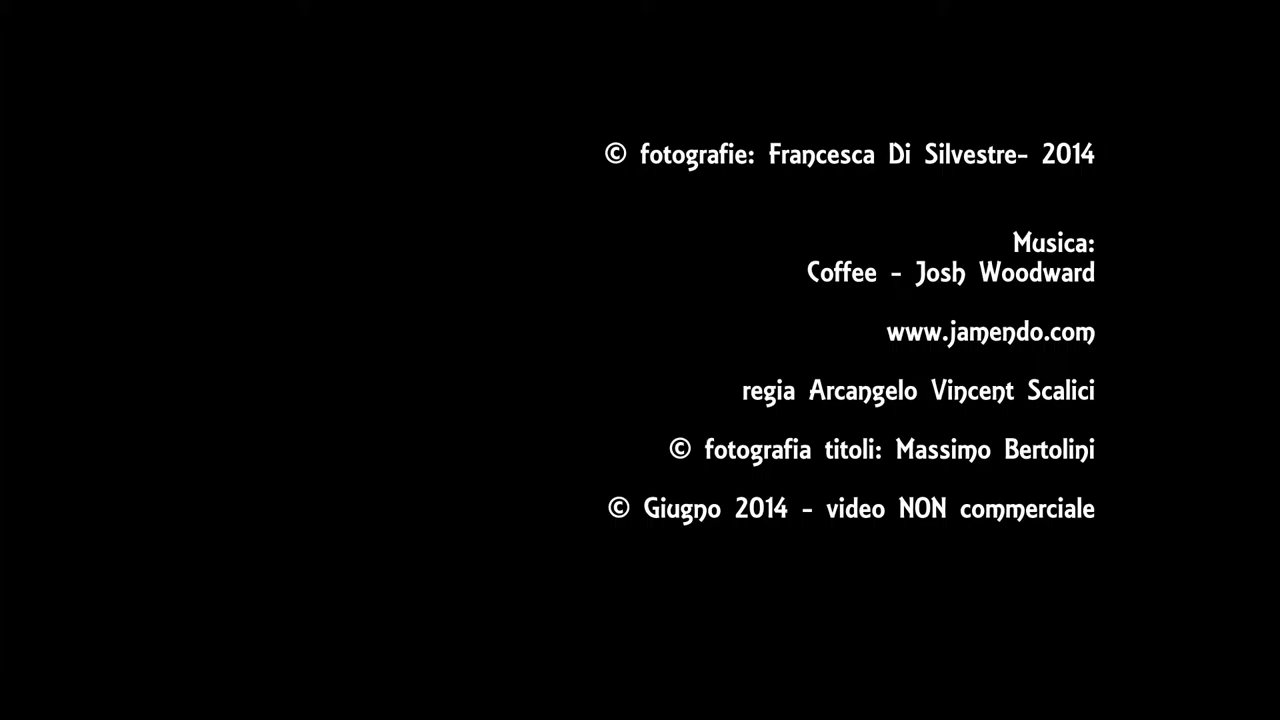 © fotografie: Francesca Di Silvestre- 2014
Musica:
Coffee - Josh Woodward
www.jamendo.com
regia Arcangelo Vincent Scalici
© fotografia titoli: Massimo Bertolini
© Giugno 2014 - video NON commerciale